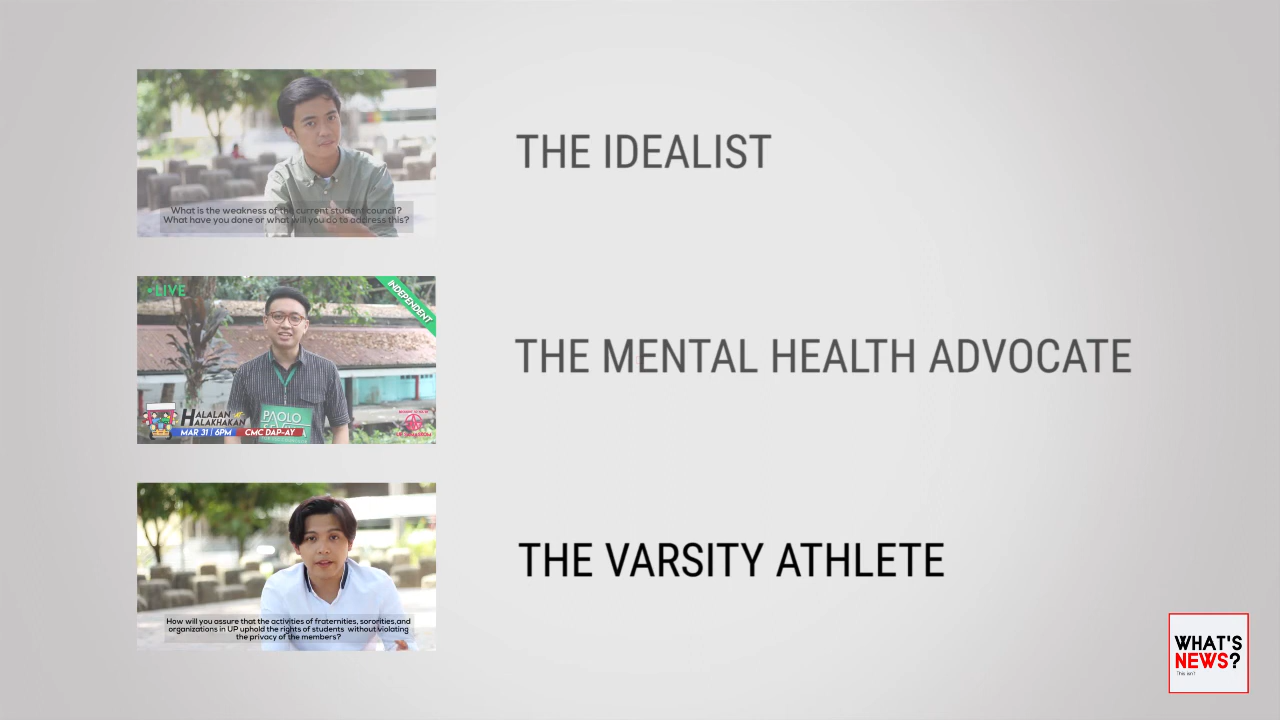 THE IDEALIST
What is the weakness of the current student council?
What have you done or what will you do to address this?
THE MENTAL HEALTH ADVOCATE
•LIVE
INDEPENDENT
HALALAN
HALAKHAKAN
MAR 31 | 6PM CMC DAP-AY
PAOLO
THE VARSITY ATHLETE
How will you assure that the activities of fraternities, sororities,and
organizations in UP uphold the rights of students without violating
the privacy of the members?
WHAT'S
NEWS?
This isn't